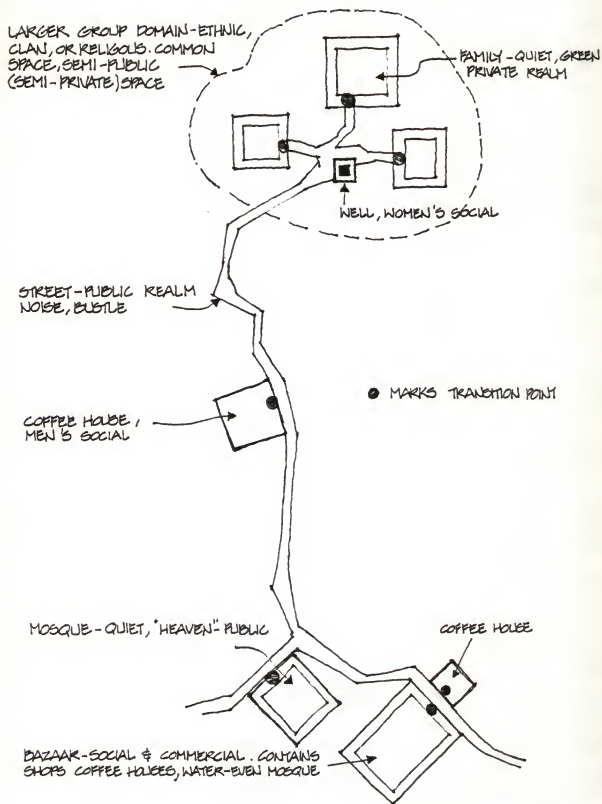 LARGER GROUP DOMAIN-ETHNIC,
CLAN, OR RELIGOUS. COMMON
SPACE, SEMI-PUBLIC
(SEMI-PRIVATE) SPACE
FAMILY-QUIET, GREEN
PRIVATE REALM
WELL, WOMEN'S SOCIAL
STREET-PUBLIC REALM
NOISE, BUSTLE
MARKS TRANSITION POINT
COFFEE HOUSE,
MEN'S SOCIAL
MOSQUE-QUIET, "HEAVEN"-PUBLIC
COFFEE HOUSE
BAZAAR-SOCIAL & COMMERCIAL. CONTAINS
SHOPS COFFEE HOUSES, WATER-EVEN MOSQUE